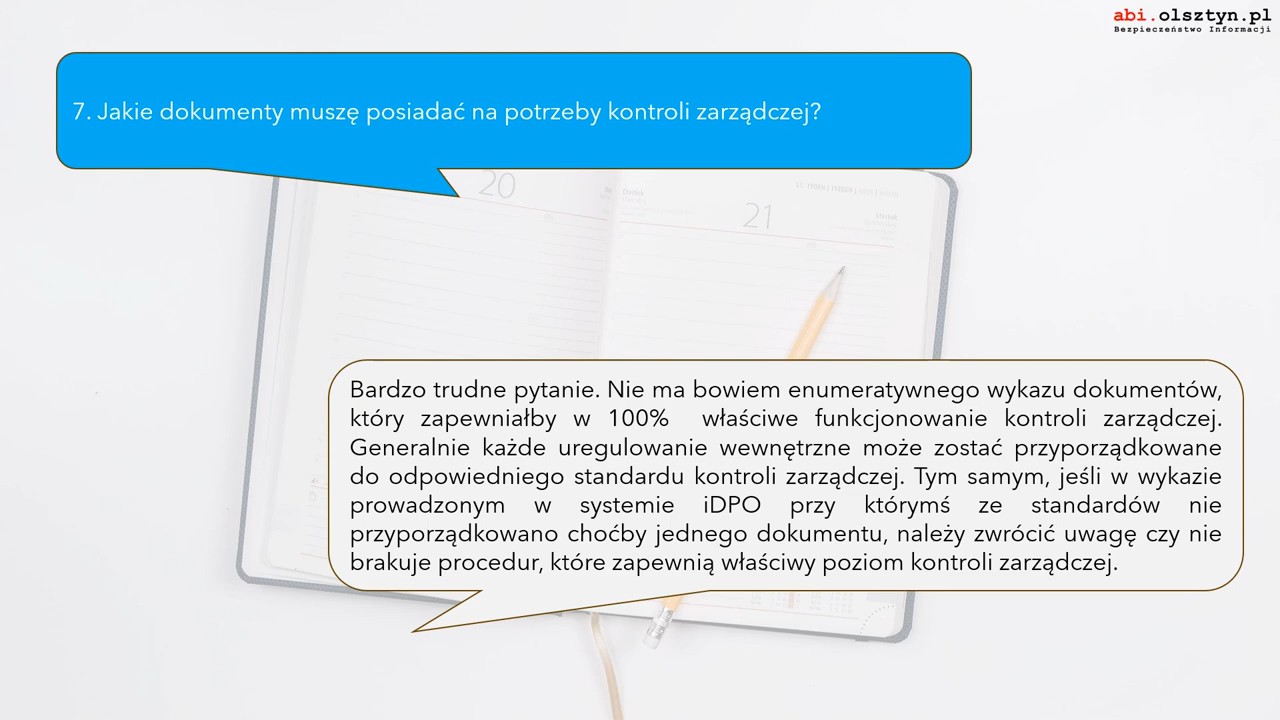 abi.olsztyn.pl
Bezpieczeństwo Informacji
7. Jakie dokumenty muszę posiadać na potrzeby kontroli zarządczej?
20
21
Bardzo trudne pytanie. Nie ma bowiem enumeratywnego wykazu dokumentów,
który zapewniałby w 100% właściwe funkcjonowanie kontroli zarządczej.
Generalnie każde uregulowanie wewnętrzne może zostać przyporządkowane
do odpowiedniego standardu kontroli zarządczej. Tym samym, jeśli w wykazie
prowadzonym w systemie iDPO przy którymś ze standardów nie
przyporządkowano choćby jednego dokumentu, należy zwrócić uwagę czy nie
brakuje procedur, które zapewnią właściwy poziom kontroli zarządczej.